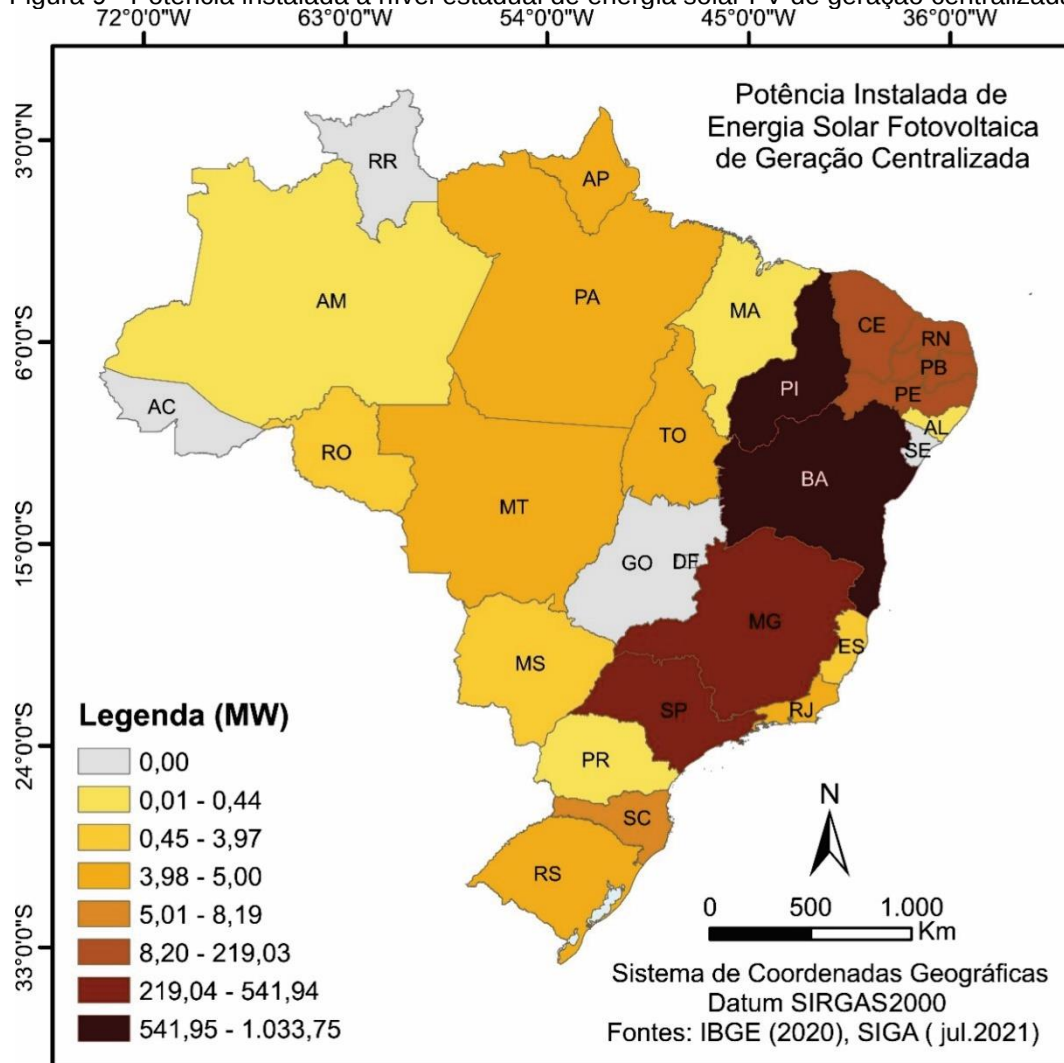 Figura 9 - Potência instalada a nível estadual de energia solar FV de geração centralizada
72°0'0"W 63°0'0"W 54°0'0"W 45°0'0"W 36°0'0"W
Potência Instalada de
Energia Solar Fotovoltaica
de Geração Centralizada
3°0'0"N
6°0'0"S
15°0'0"S
24°0'0"S
33°0'0"S
RR
AP
AM
PA
MA
CE
RN
PB
PE
PI
AC
AL
SE
RO
TO
BA
MT
GO
DF
MG
ES
MS
SP
RJ
PR
SC
RS
Legenda (MW)
0,00
0,01 - 0,44
0,45 - 3,97
3,98 - 5,00
5,01 - 8,19
8,20 - 219,03
219,04 - 541,94
541,95 - 1.033,75
N
0 500 1.000
Km
Sistema de Coordenadas Geográficas
Datum SIRGAS2000
Fontes: IBGE (2020), SIGA ( jul.2021)